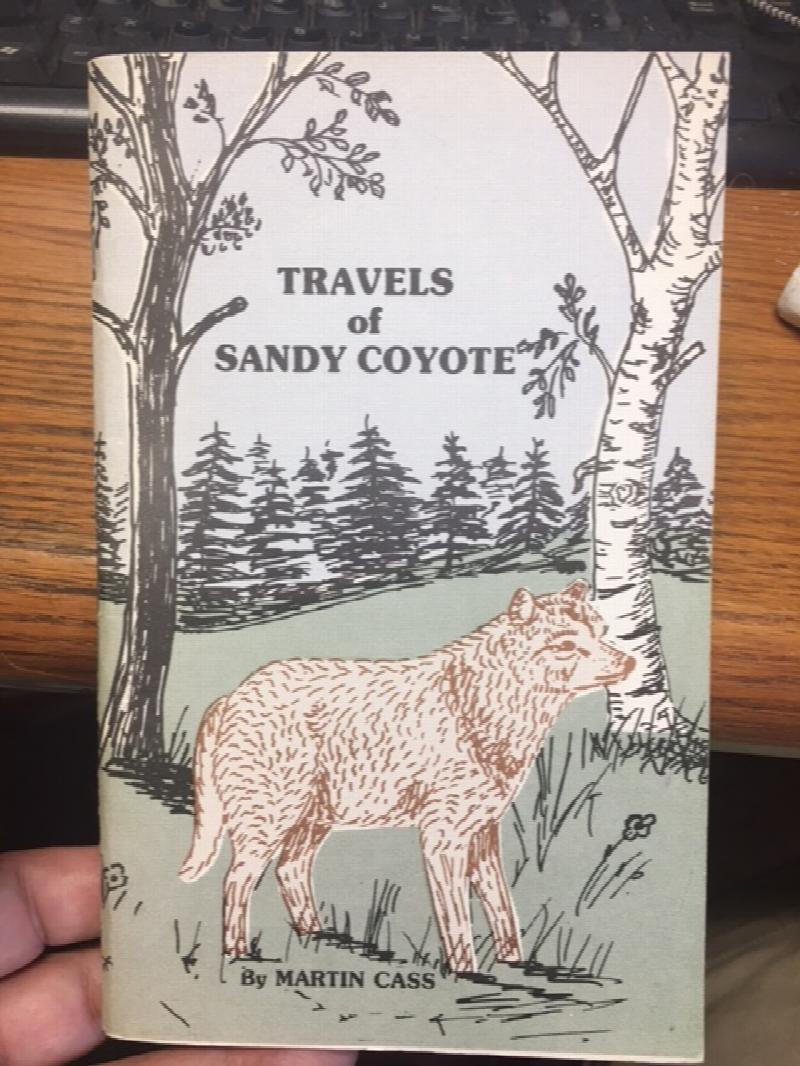 TRAVELS
of
SANDY COYOTE
By MARTIN CASS